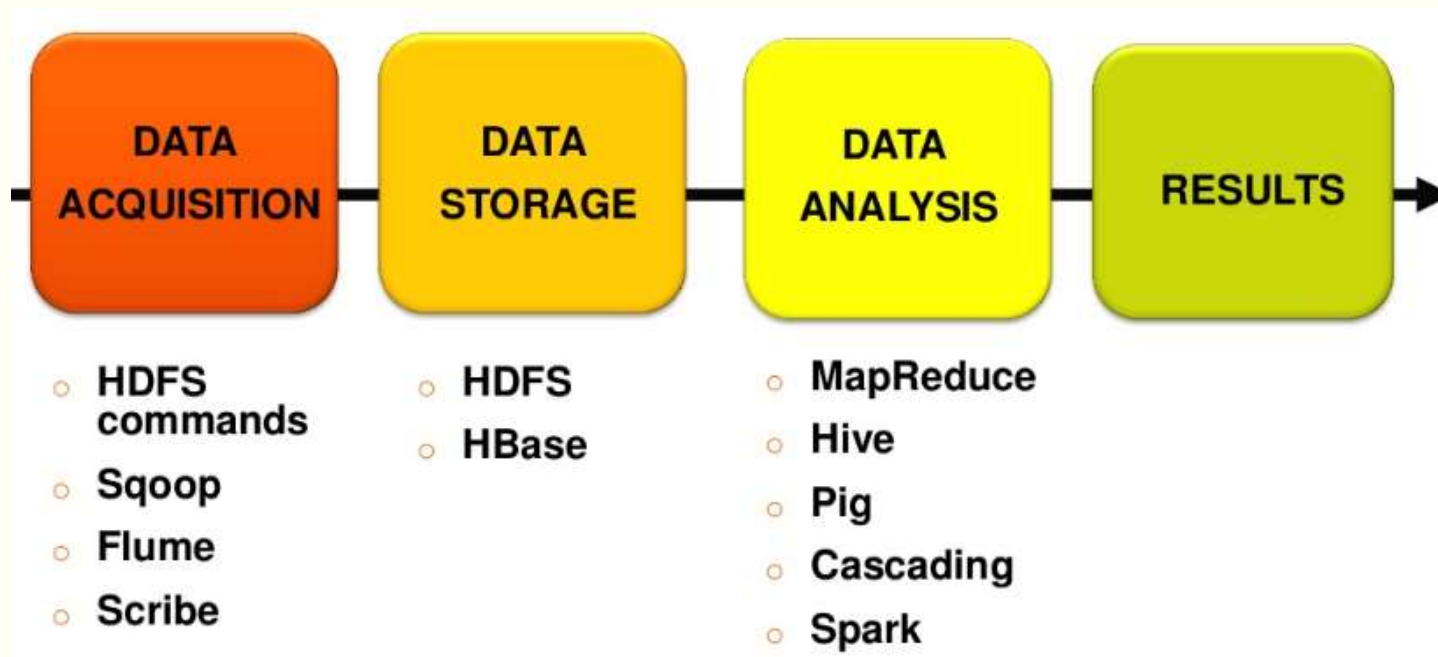 DATA
ACQUISITION
DATA
STORAGE
DATA
ANALYSIS
RESULTS
HDFS
commands
Sqoop
Flume
Scribe
HDFS
HBase
MapReduce
Hive
Pig
Cascading
Spark